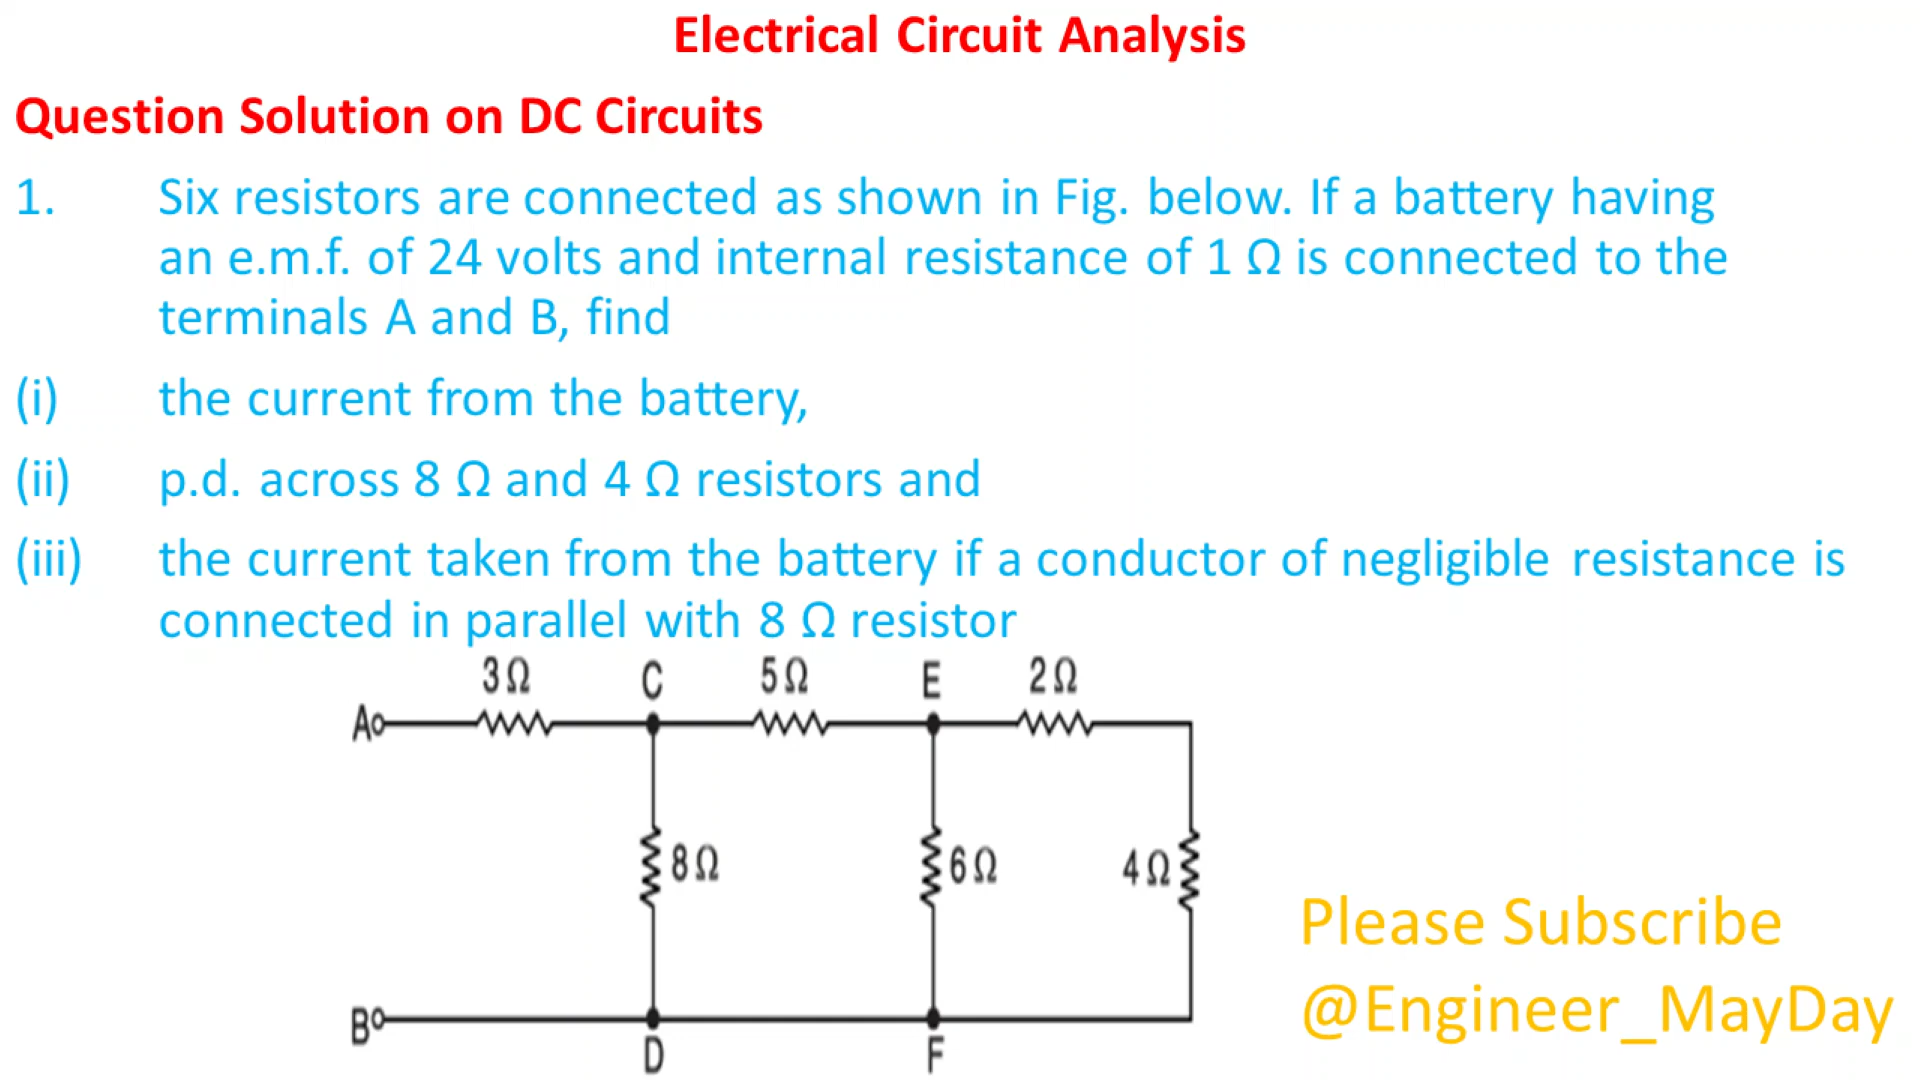 Electrical Circuit Analysis
Question Solution on DC Circuits
1. Six resistors are connected as shown in Fig. below. If a battery having
an e.m.f. of 24 volts and internal resistance of 1 Ω is connected to the
terminals A and B, find
(i) the current from the battery,
(ii) p.d. across 8 Ω and 4 Ω resistors and
(iii) the current taken from the battery if a conductor of negligible resistance is
connected in parallel with 8 Ω resistor
3Ω C 5Ω E 2Ω
A
8Ω 6Ω 4Ω
B
D F
Please Subscribe
@Engineer_MayDay